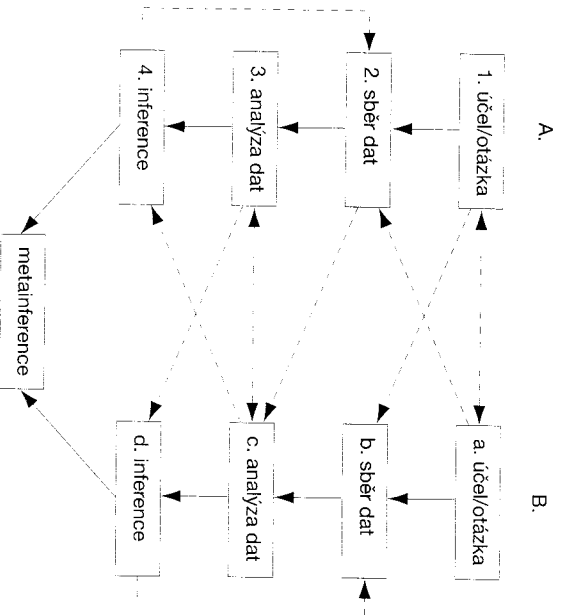 A.
B.
1. účel/otázka
a. účel/otázka
2. sběr dat
b. sběr dat
3. analýza dat
c. analýza dat
4. inference
d. inference
metainference